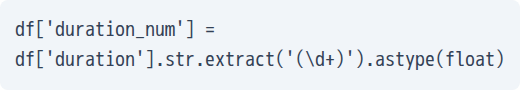 df['duration_num'] =
df['duration'].str.extract('(\d+)').astype(float)